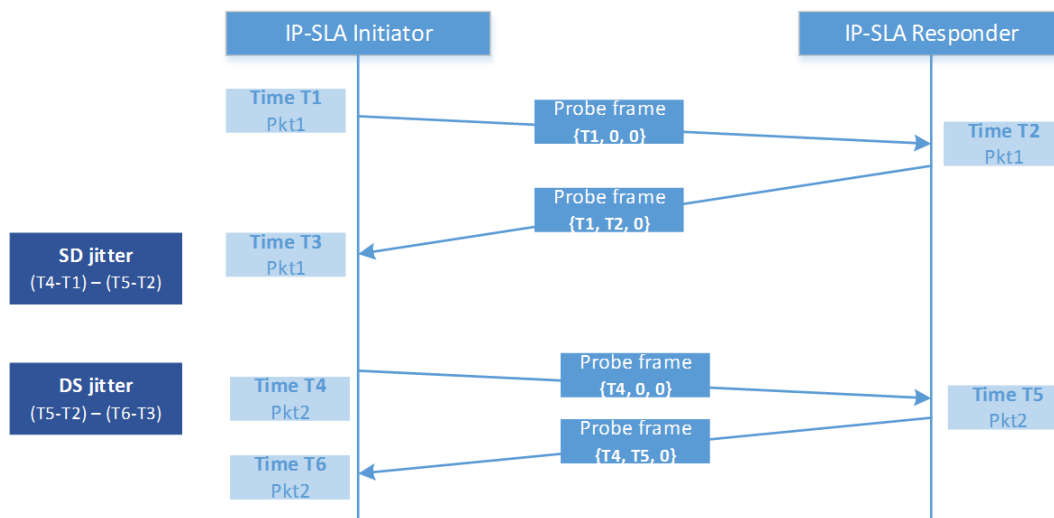 IP-SLA Initiator
IP-SLA Responder
Time T1
Pkt1
Probe frame
{T1, 0, 0}
Time T2
Pkt1
Probe frame
{T1, T2, 0}
SD jitter
(T4-T1) – (T5-T2)
Time T3
Pkt1
DS jitter
(T5-T2) – (T6-T3)
Time T4
Pkt2
Probe frame
{T4, 0, 0}
Time T5
Pkt2
Probe frame
{T4, T5, 0}
Time T6
Pkt2